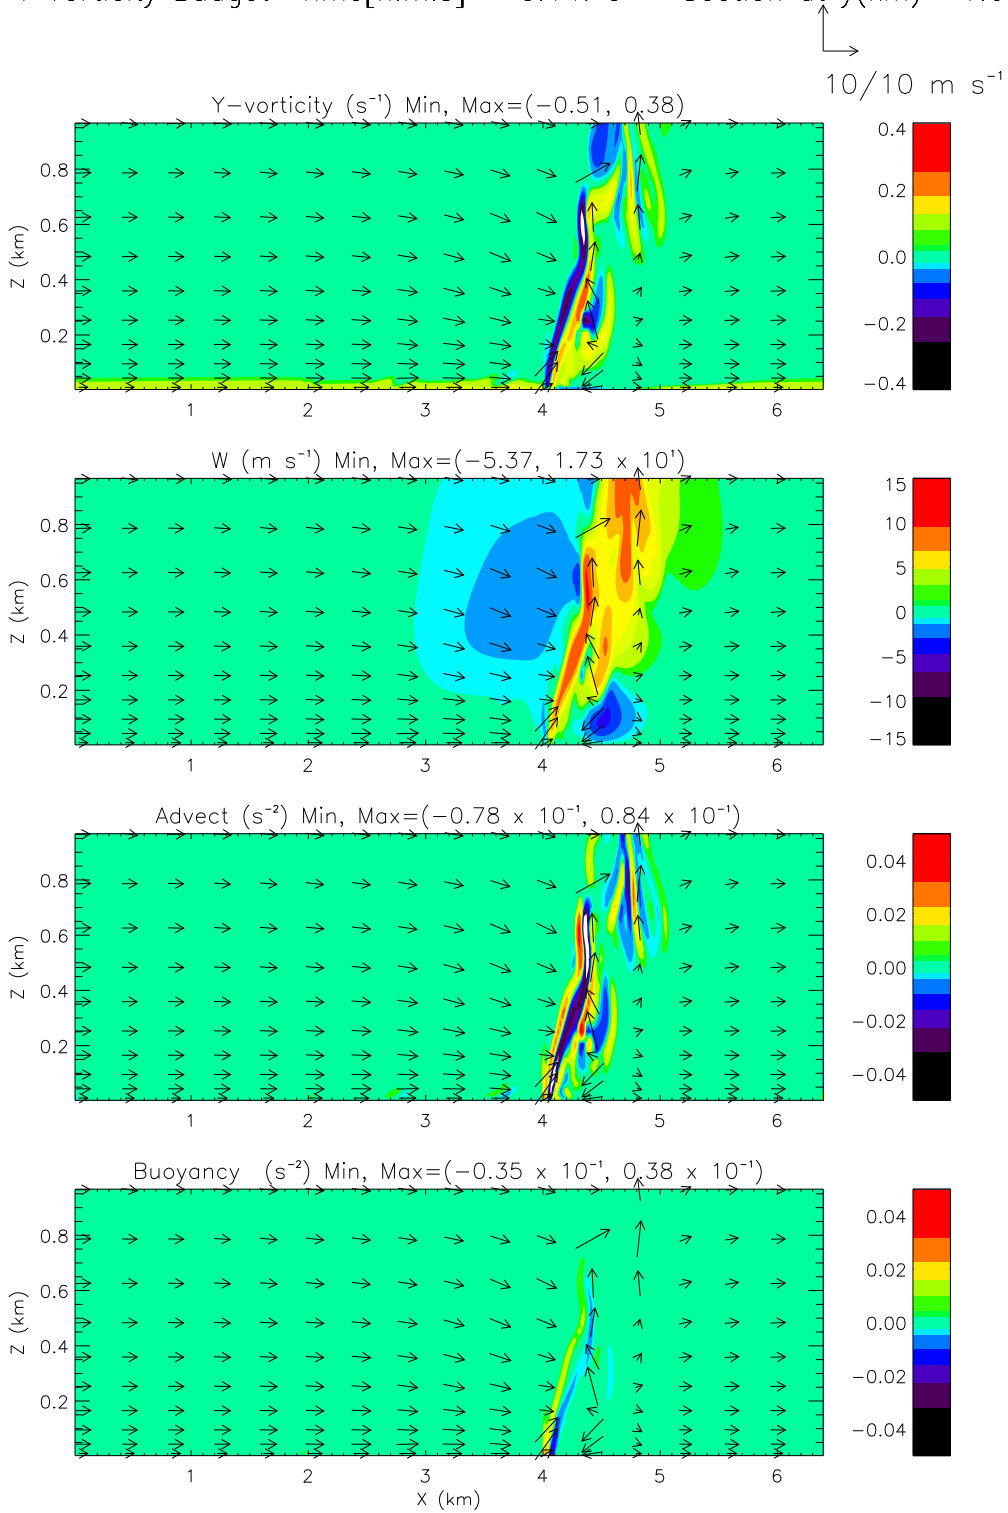 10/10 m s⁻¹
Y−vorticity (s⁻¹) Min, Max=(−0.51, 0.38)
0.8
0.6
0.4
0.2
Z (km)
1 2 3 4 5 6
0.4
0.2
0.0
−0.2
−0.4
W (m s⁻¹) Min, Max=(−5.37, 1.73 x 10¹)
0.8
0.6
0.4
0.2
Z (km)
1 2 3 4 5 6
15
10
5
0
−5
−10
−15
Advect (s⁻²) Min, Max=(−0.78 x 10⁻¹, 0.84 x 10⁻¹)
0.8
0.6
0.4
0.2
Z (km)
1 2 3 4 5 6
0.04
0.02
0.00
−0.02
−0.04
Buoyancy (s⁻²) Min, Max=(−0.35 x 10⁻¹, 0.38 x 10⁻¹)
0.8
0.6
0.4
0.2
Z (km)
1 2 3 4 5 6
X (km)
0.04
0.02
0.00
−0.02
−0.04